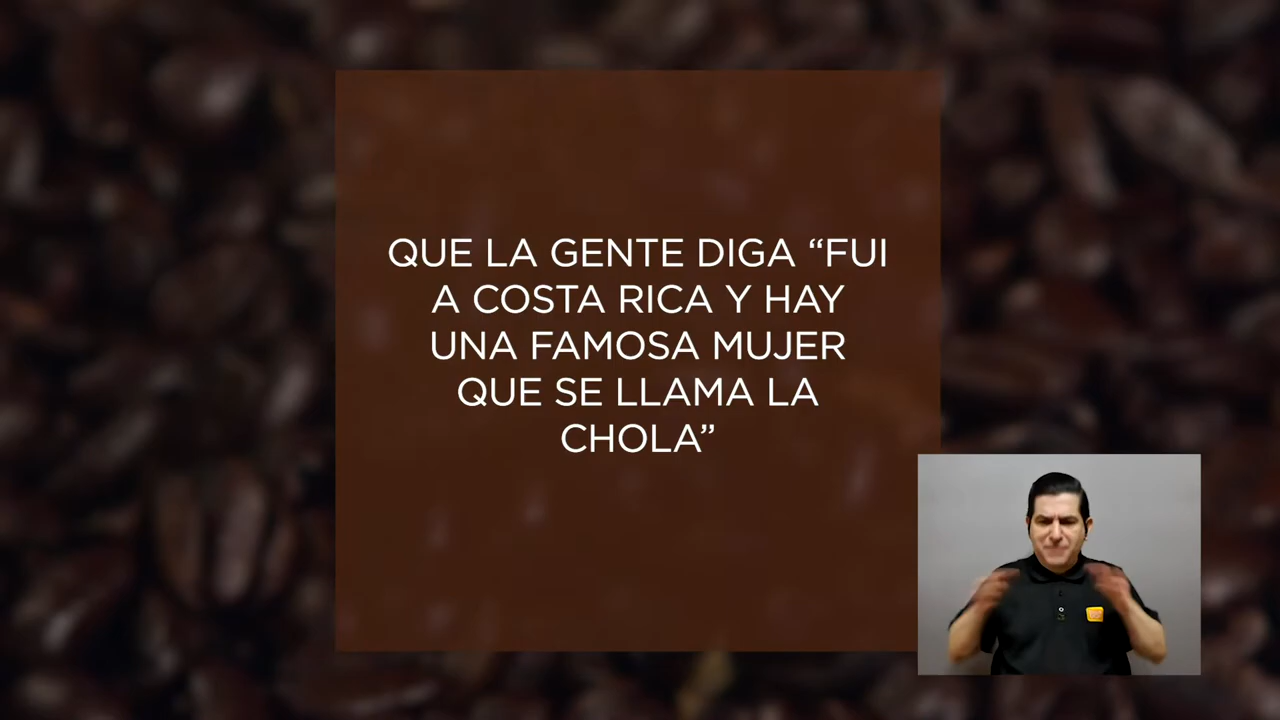 QUE LA GENTE DIGA “FUI
A COSTA RICA Y HAY
UNA FAMOSA MUJER
QUE SE LLAMA LA
CHOLA”